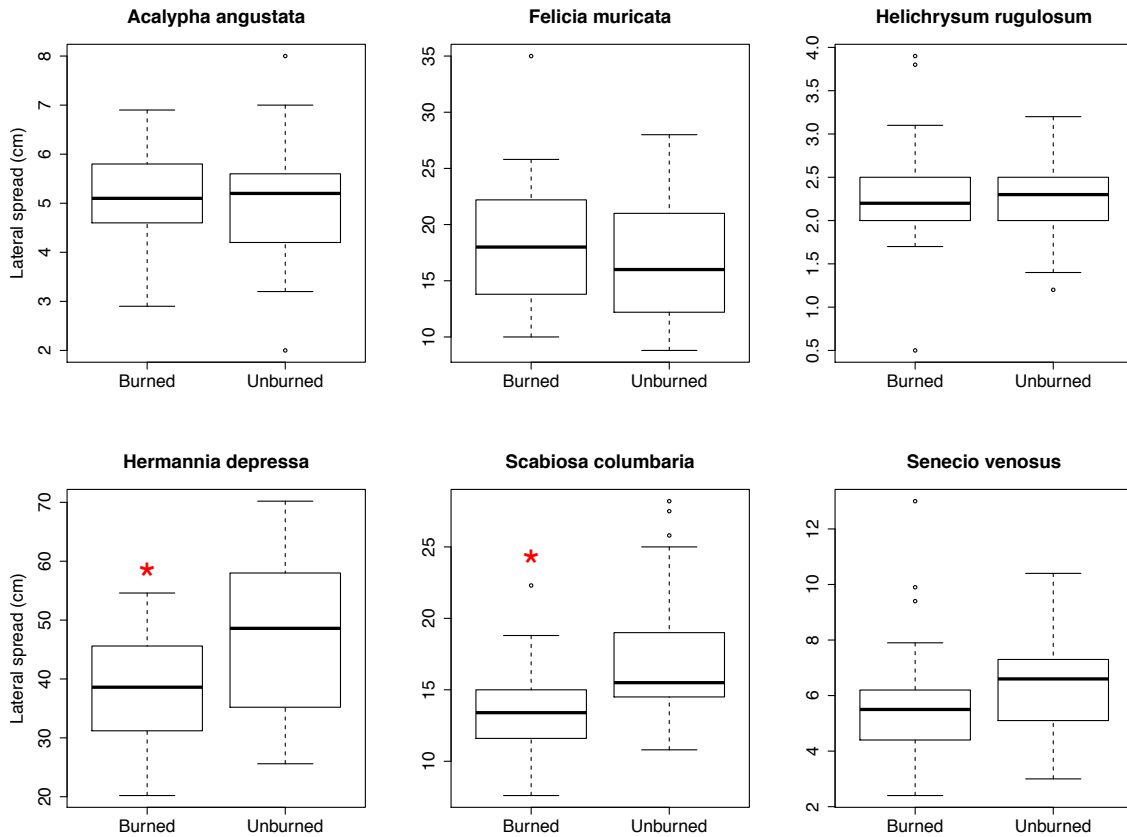 Acalypha angustata
Felicia muricata
Helichrysum rugulosum
Lateral spread (cm)
8
7
6
5
4
3
2
Burned
Unburned
35
30
25
20
15
10
Burned
Unburned
4.0
3.5
3.0
2.5
2.0
1.5
1.0
0.5
Burned
Unburned
Hermannia depressa
Scabiosa columbaria
Senecio venosus
Lateral spread (cm)
70
60
50
40
30
20
*
Burned
Unburned
25
20
15
10
*
Burned
Unburned
12
10
8
6
4
2
Burned
Unburned